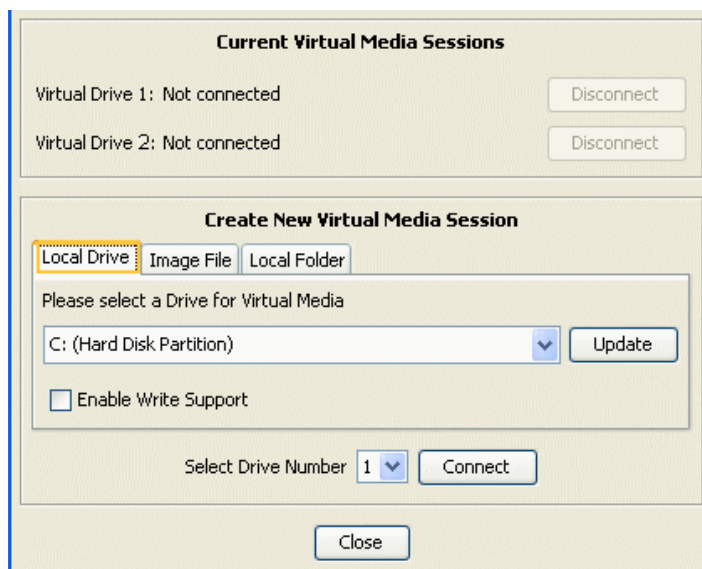 Current Virtual Media Sessions
Virtual Drive 1: Not connected Disconnect
Virtual Drive 2: Not connected Disconnect
Create New Virtual Media Session
Local Drive Image File Local Folder
Please select a Drive for Virtual Media
C: (Hard Disk Partition) Update
Enable Write Support
Select Drive Number 1 Connect
Close